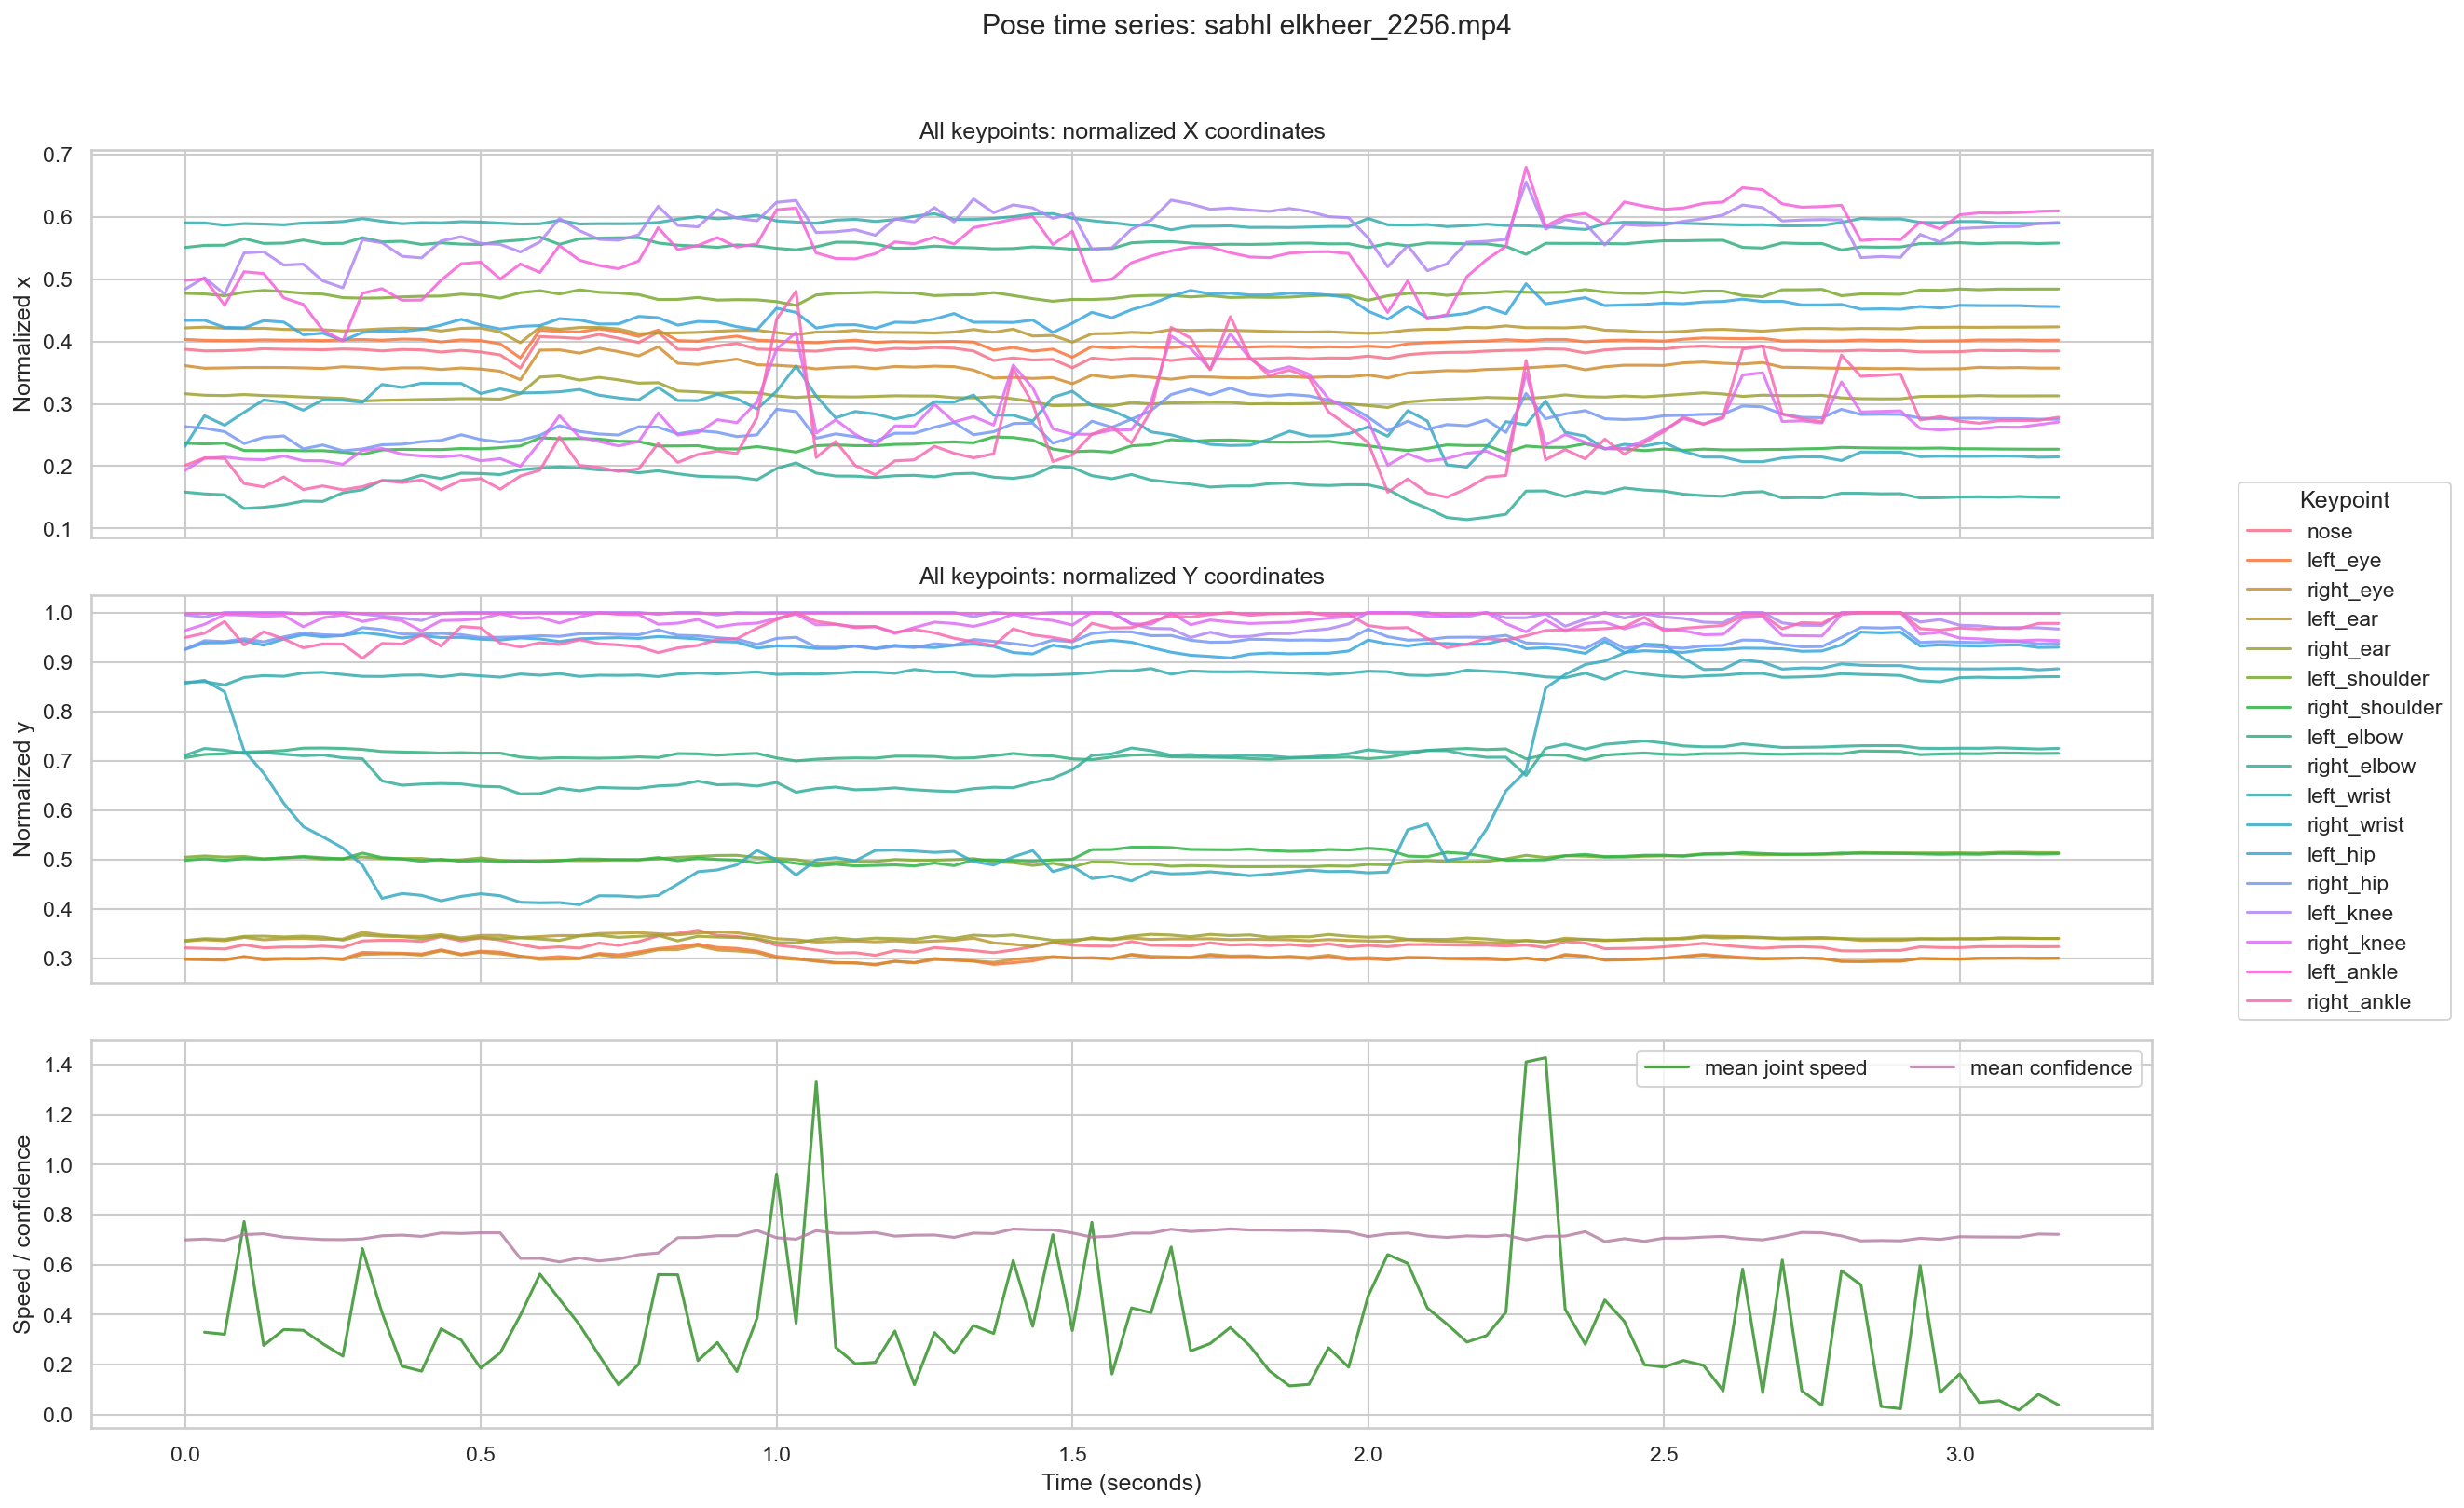 Pose time series: sabhl elkheer_2256.mp4
All keypoints: normalized X coordinates
0.7
0.6
0.5
0.4
0.3
0.2
0.1
Normalized x
All keypoints: normalized Y coordinates
1.0
0.9
0.8
0.7
0.6
0.5
0.4
0.3
Normalized y
Keypoint
nose
left_eye
right_eye
left_ear
right_ear
left_shoulder
right_shoulder
left_elbow
right_elbow
left_wrist
right_wrist
left_hip
right_hip
left_knee
right_knee
left_ankle
right_ankle
mean joint speed mean confidence
1.4
1.2
1.0
0.8
0.6
0.4
0.2
0.0
Speed / confidence
0.0 0.5 1.0 1.5 2.0 2.5 3.0
Time (seconds)